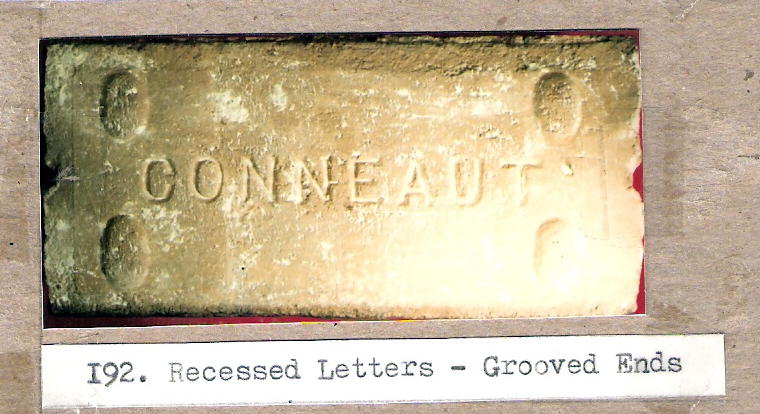 CONNEAUT
I92. Recessed Letters - Grooved Ends